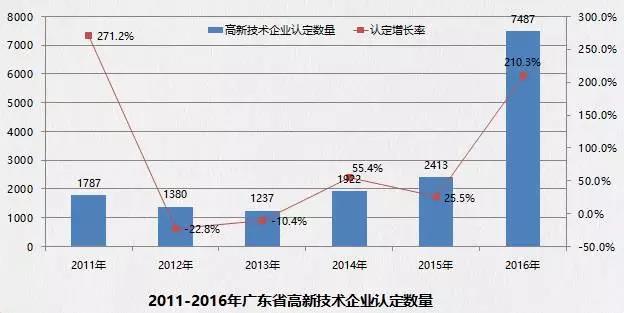 高新技术企业认定数量 认定增长率
8000 7000 6000 5000 4000 3000 2000 1000 0
300.0% 250.0% 200.0% 150.0% 100.0% 50.0% 0.0% -50.0%
1787 1380 1237 1922 2413 7487
271.2% -22.8% -10.4% 55.4% 25.5% 210.3%
2011年 2012年 2013年 2014年 2015年 2016年
2011-2016年广东省高新技术企业认定数量